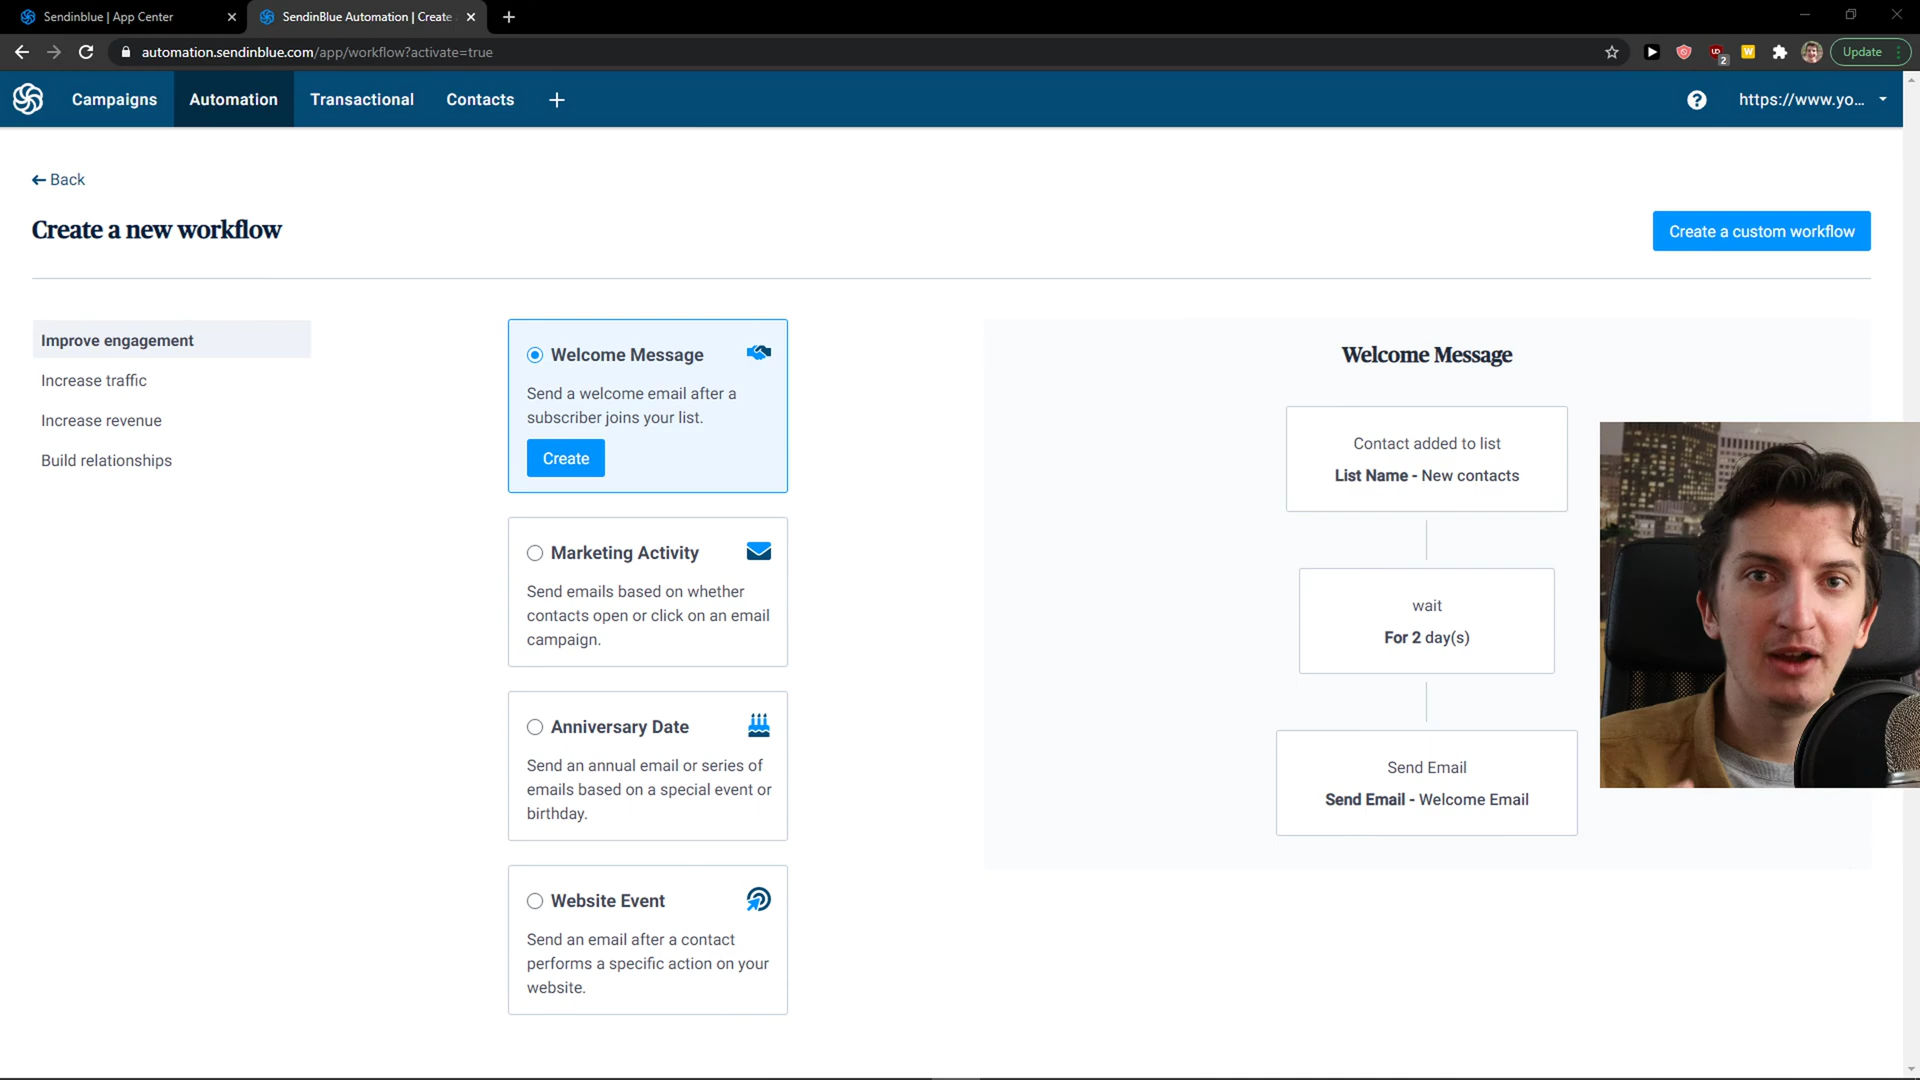 Sendinblue | App Center
SendinBlue Automation | Create
automation.sendinblue.com/app/workflow?activate=true
2
W
Update
Campaigns
Automation
Transactional
Contacts
https://www.yo...
Back
Create a new workflow
Create a custom workflow
Improve engagement
Increase traffic
Increase revenue
Build relationships
Welcome Message
Send a welcome email after a
subscriber joins your list.
Create
Marketing Activity
Send emails based on whether
contacts open or click on an email
campaign.
Anniversary Date
Send an annual email or series of
emails based on a special event or
birthday.
Website Event
Send an email after a contact
performs a specific action on your
website.
Welcome Message
Contact added to list
List Name - New contacts
wait
For 2 day(s)
Send Email
Send Email - Welcome Email